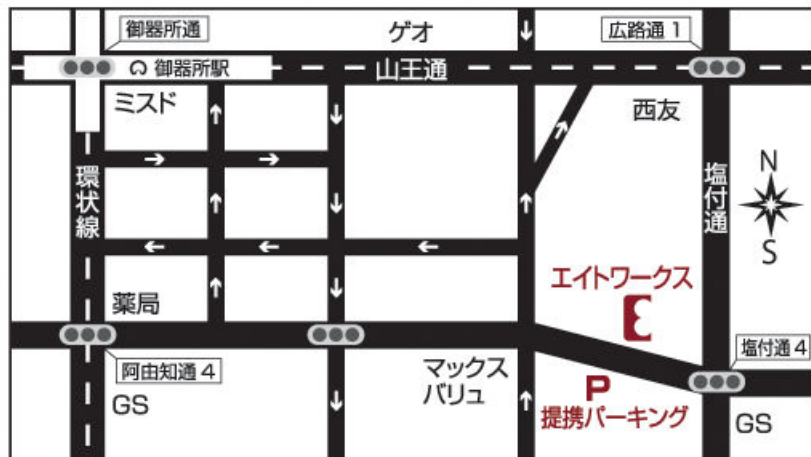 御器所通
ゲオ
広路通1
御器所駅
山王通
ミスド
西友
環状線
塩付通
N
S
エイトワークス
薬局
塩付通4
阿由知通4
マックス
バリュ
P
GS
提携パーキング
GS